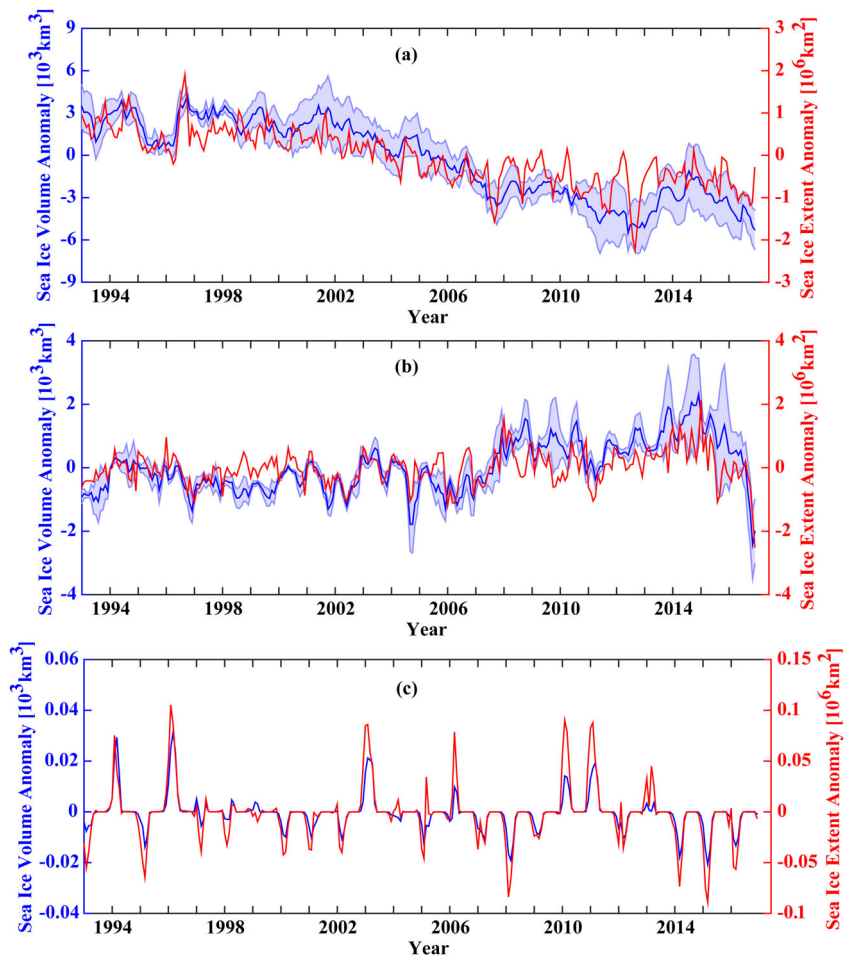 (a)
Sea Ice Volume Anomaly [10³km³]
9
6
3
0
-3
-6
-9
Sea Ice Extent Anomaly [10⁶km²]
3
2
1
0
-1
-2
-3
1994 1998 2002 2006 2010 2014
Year
(b)
Sea Ice Volume Anomaly [10³km³]
4
2
0
-2
-4
Sea Ice Extent Anomaly [10⁶km²]
4
2
0
-2
-4
1994 1998 2002 2006 2010 2014
Year
(c)
Sea Ice Volume Anomaly [10³km³]
0.06
0.04
0.02
0
-0.02
-0.04
Sea Ice Extent Anomaly [10⁶km²]
0.15
0.1
0.05
0
-0.05
-0.1
1994 1998 2002 2006 2010 2014
Year